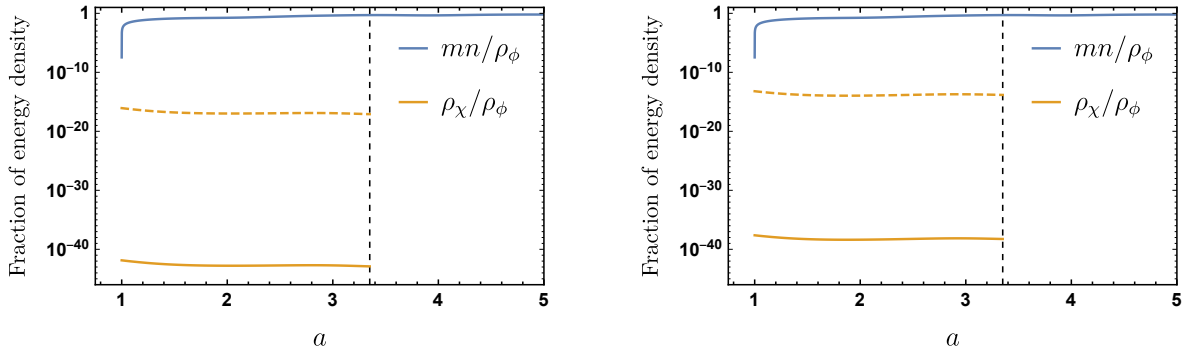 Fraction of energy density
1
10⁻¹⁰
10⁻²⁰
10⁻³⁰
10⁻⁴⁰
mn/ρ_ϕ
ρ_χ/ρ_ϕ
1 2 3 4 5
a
Fraction of energy density
1
10⁻¹⁰
10⁻²⁰
10⁻³⁰
10⁻⁴⁰
mn/ρ_ϕ
ρ_χ/ρ_ϕ
1 2 3 4 5
a